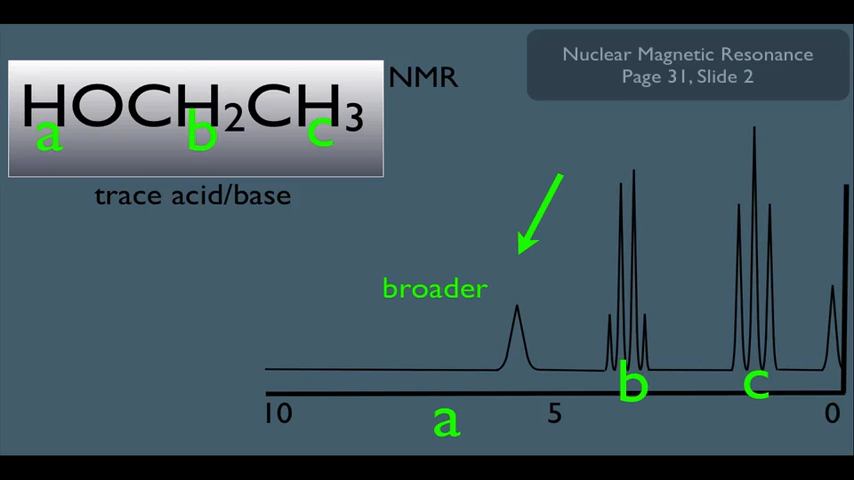 Nuclear Magnetic Resonance
Page 31, Slide 2
HOCH₂CH₃
NMR
a b c
trace acid/base
broader
b c
10 5 0
a